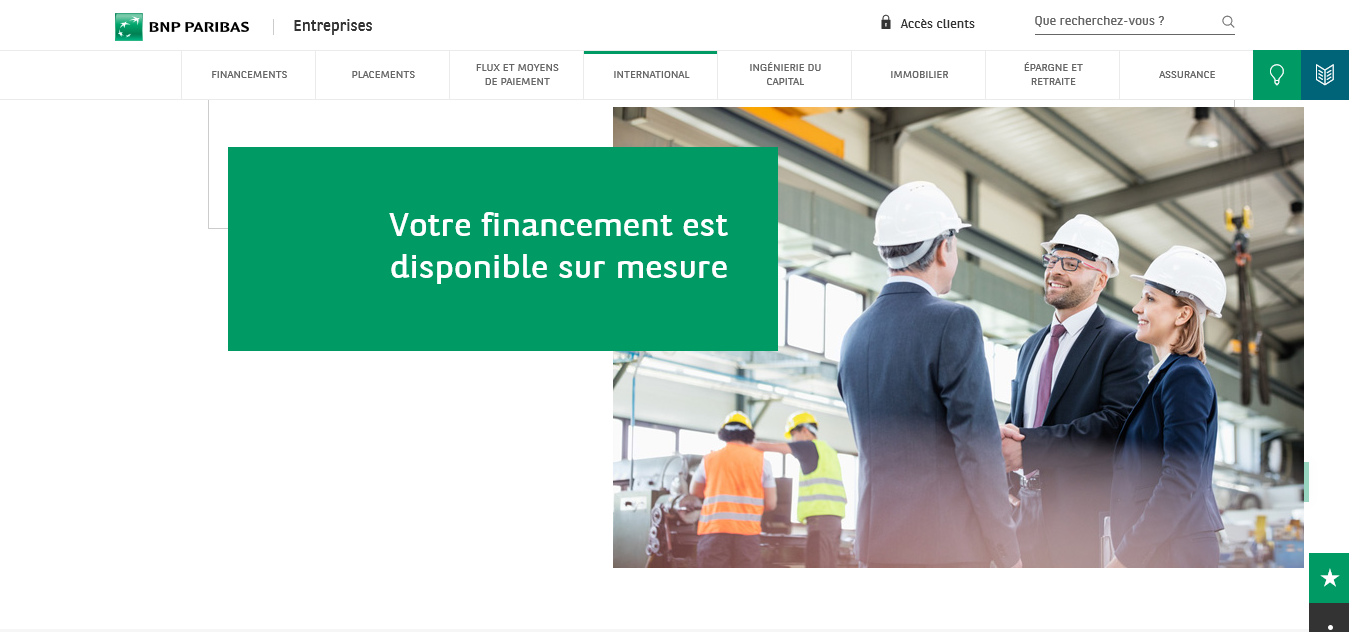 BNP PARIBAS
Entreprises
Accès clients
Que recherchez-vous ?
FINANCEMENTS
PLACEMENTS
FLUX ET MOYENS
DE PAIEMENT
INTERNATIONAL
INGÉNIERIE DU
CAPITAL
IMMOBILIER
ÉPARGNE ET
RETRAITE
ASSURANCE
Votre financement est
disponible sur mesure